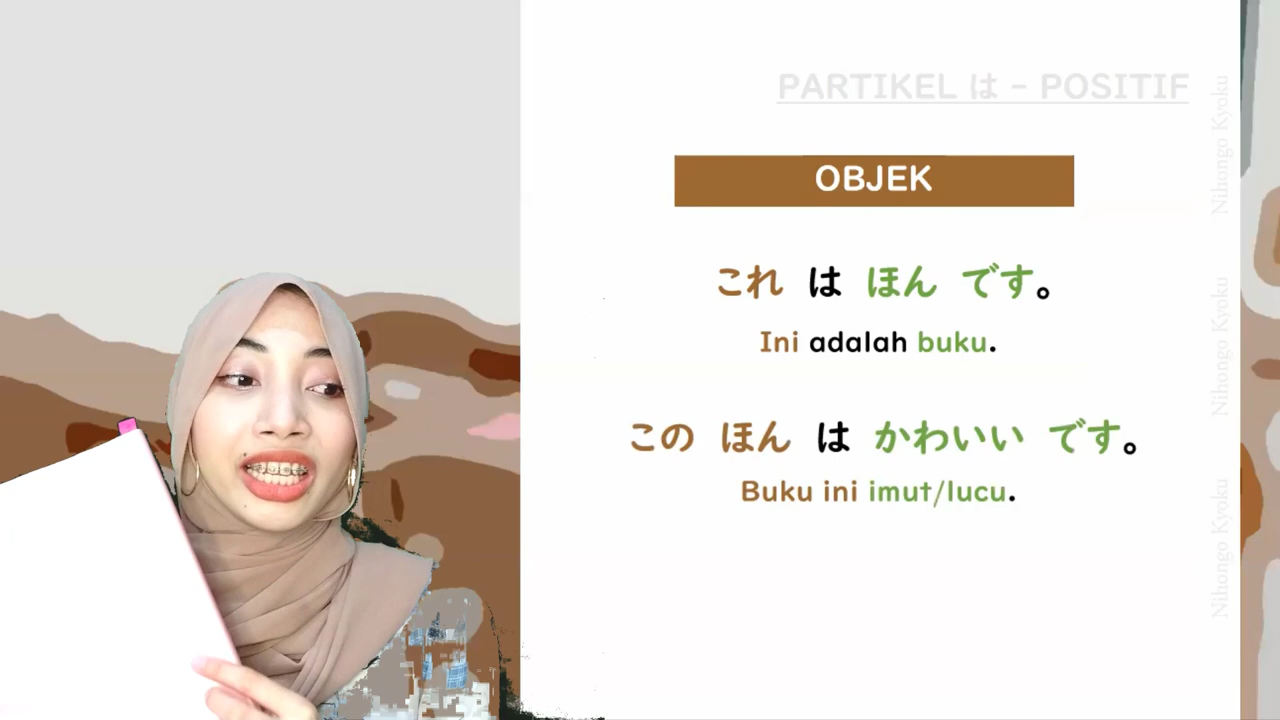 PARTIKEL は - POSITIF
OBJEK
これ は ほん です。
Ini adalah buku.
この ほん は かわいい です。
Buku ini imut/lucu.
Nihongo Kyoku
Nihongo Kyoku
Nihongo Kyoku